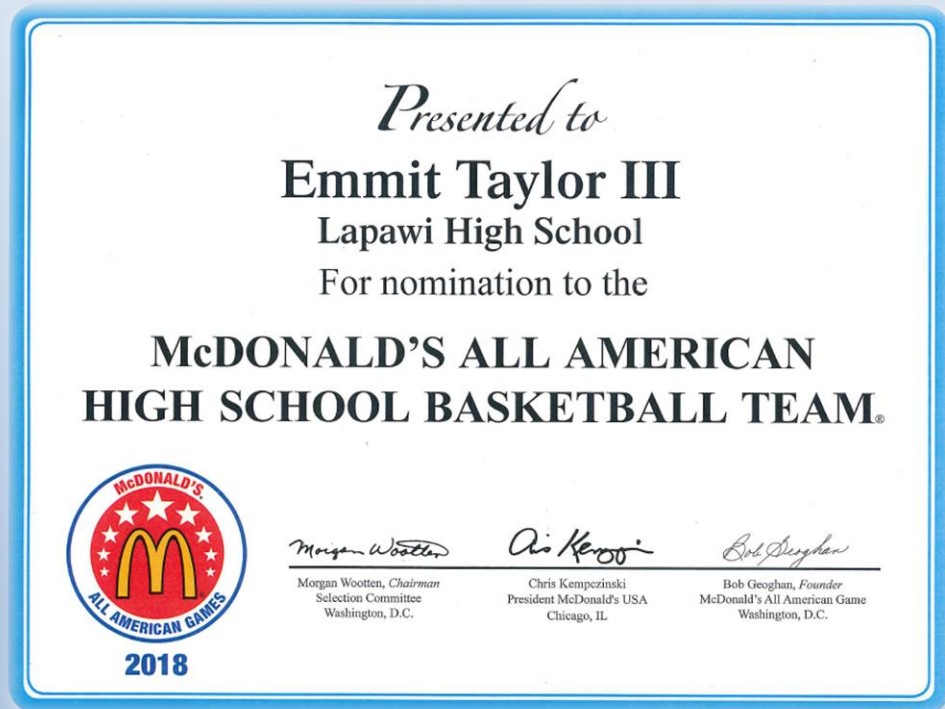 Presented to
Emmit Taylor III
Lapawi High School
For nomination to the
McDONALD'S ALL AMERICAN
HIGH SCHOOL BASKETBALL TEAM®
McDONALD'S.
M
ALL AMERICAN GAMES
2018
Morgan Wootten
Morgan Wootten, Chairman
Selection Committee
Washington, D.C.
Chris Kempczinski
President McDonald's USA
Chicago, IL
Bob Geoghan
Bob Geoghan, Founder
McDonald's All American Game
Washington, D.C.